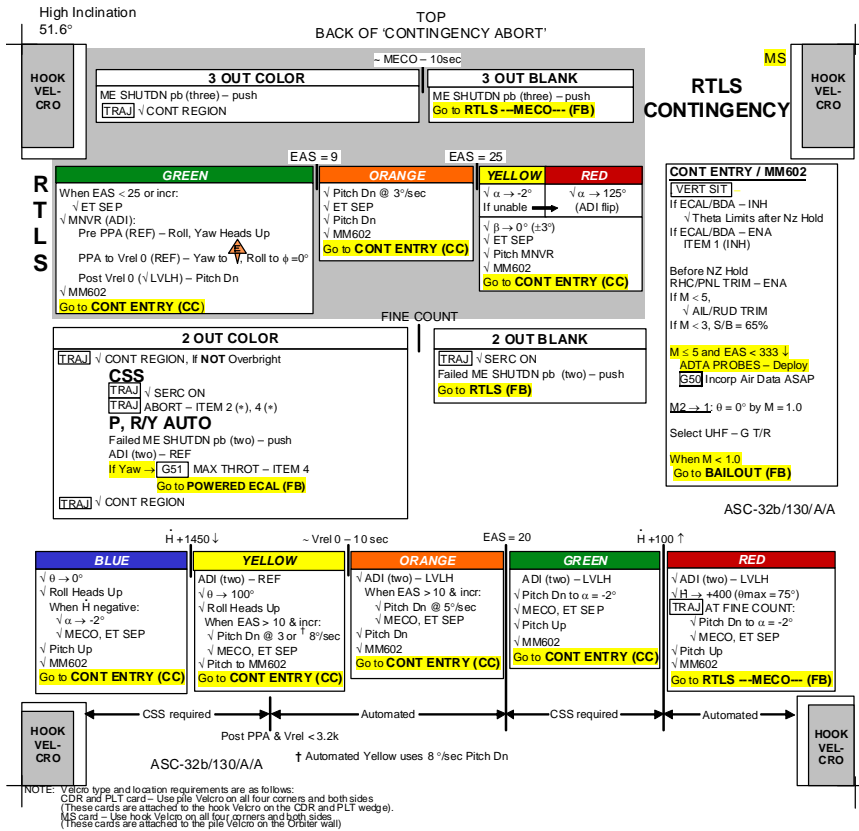 High Inclination
51.6°
TOP
BACK OF 'CONTINGENCY ABORT'
MS
HOOK
VEL-
CRO
HOOK
VEL-
CRO
RTLS
CONTINGENCY
~ MECO – 10sec
3 OUT COLOR
ME SHUTDN pb (three) – push
TRAJ √ CONT REGION
3 OUT BLANK
ME SHUTDN pb (three) – push
Go to RTLS ---MECO--- (FB)
R
T
L
S
EAS = 9
EAS = 25
GREEN
When EAS < 25 or incr:
√ ET SEP
√ MNVR (ADI):
Pre PPA (REF) – Roll, Yaw Heads Up
PPA to Vrel 0 (REF) – Yaw to E, Roll to ϕ =0°
Post Vrel 0 (√ LVLH) – Pitch Dn
√ MM602
Go to CONT ENTRY (CC)
ORANGE
√ Pitch Dn @ 3°/sec
√ ET SEP
√ Pitch Dn
√ MM602
Go to CONT ENTRY (CC)
YELLOW
RED
√ α → -2°
If unable →
√ α → 125°
(ADI flip)
√ β → 0° (±3°)
√ ET SEP
√ Pitch MNVR
√ MM602
Go to CONT ENTRY (CC)
CONT ENTRY / MM602
VERT SIT –
If ECAL/BDA – INH
√ Theta Limits after Nz Hold
If ECAL/BDA – ENA
ITEM 1 (INH)
Before NZ Hold
RHC/PNL TRIM – ENA
If M < 5,
√ AIL/RUD TRIM
If M < 3, S/B = 65%
M ≤ 5 and EAS < 333 ↓
ADTA PROBES – Deploy
G50 Incorp Air Data ASAP
M2 → 1: θ = 0° by M = 1.0
Select UHF – G T/R
When M < 1.0
Go to BAILOUT (FB)
FINE COUNT
2 OUT COLOR
TRAJ √ CONT REGION, If NOT Overbright
CSS
TRAJ √ SERC ON
TRAJ ABORT – ITEM 2 (*), 4 (*)
P, R/Y AUTO
Failed ME SHUTDN pb (two) – push
ADI (two) – REF
If Yaw → G51 MAX THROT – ITEM 4
Go to POWERED ECAL (FB)
TRAJ √ CONT REGION
2 OUT BLANK
TRAJ √ SERC ON
Failed ME SHUTDN pb (two) – push
Go to RTLS (FB)
ASC-32b/130/A/A
Ḣ +1450 ↓
~ Vrel 0 – 10 sec
EAS = 20
Ḣ +100 ↑
BLUE
√ θ → 0°
√ Roll Heads Up
When Ḣ negative:
√ α → -2°
√ MECO, ET SEP
√ Pitch Up
√ MM602
Go to CONT ENTRY (CC)
YELLOW
ADI (two) – REF
√ θ → 100°
√ Roll Heads Up
When EAS > 10 & incr:
√ Pitch Dn @ 3 or † 8°/sec
√ MECO, ET SEP
√ Pitch to MM602
Go to CONT ENTRY (CC)
ORANGE
√ ADI (two) – LVLH
When EAS > 10 & incr:
√ Pitch Dn @ 5°/sec
√ MECO, ET SEP
√ Pitch Dn
√ MM602
Go to CONT ENTRY (CC)
GREEN
ADI (two) – LVLH
√ Pitch Dn to α = -2°
√ MECO, ET SEP
√ Pitch Up
√ MM602
Go to CONT ENTRY (CC)
RED
√ ADI (two) – LVLH
√ Ḣ → +400 (θmax = 75°)
TRAJ AT FINE COUNT:
√ Pitch Dn to α = -2°
√ MECO, ET SEP
√ Pitch Up
√ MM602
Go to RTLS ---MECO--- (FB)
HOOK
VEL-
CRO
CSS required
Automated
CSS required
Automated
HOOK
VEL-
CRO
Post PPA & Vrel < 3.2k
ASC-32b/130/A/A
† Automated Yellow uses 8 °/sec Pitch Dn
NOTE: Velcro type and location requirements are as follows:
CDR and PLT card – Use pile Velcro on all four corners and both sides
(These cards are attached to the hook Velcro on the CDR and PLT wedge).
MS card – Use hook Velcro on all four corners and both sides
(These cards are attached to the pile Velcro on the Orbiter wall)